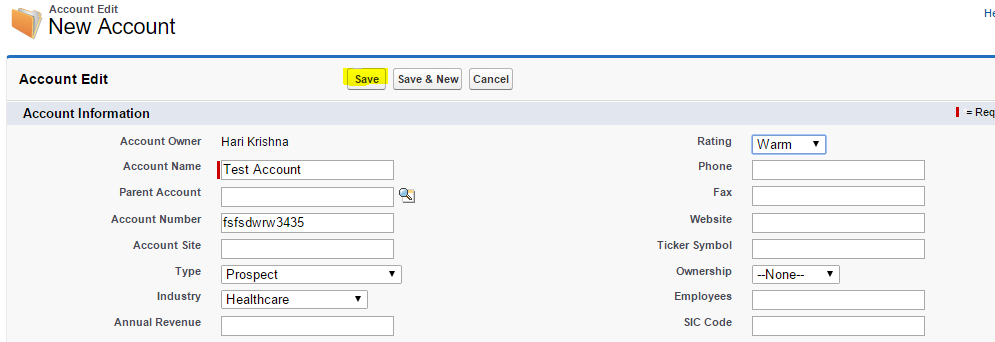 Account Edit
New Account
He
Account Edit
Save
Save & New
Cancel
Account Information
= Req
Account Owner Hari Krishna
Rating Warm
Account Name Test Account
Phone
Parent Account
Fax
Account Number fsfsdwrw3435
Website
Account Site
Ticker Symbol
Type Prospect
Ownership --None--
Industry Healthcare
Employees
Annual Revenue
SIC Code